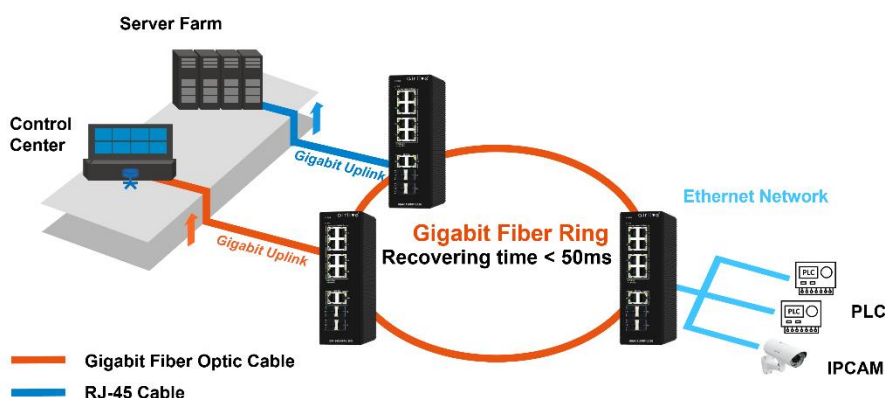 Server Farm
Control
Center
Gigabit Uplink
Gigabit Uplink
Ethernet Network
Gigabit Fiber Ring
Recovering time < 50ms
PLC
PLC
PLC
IPCAM
Gigabit Fiber Optic Cable
RJ-45 Cable